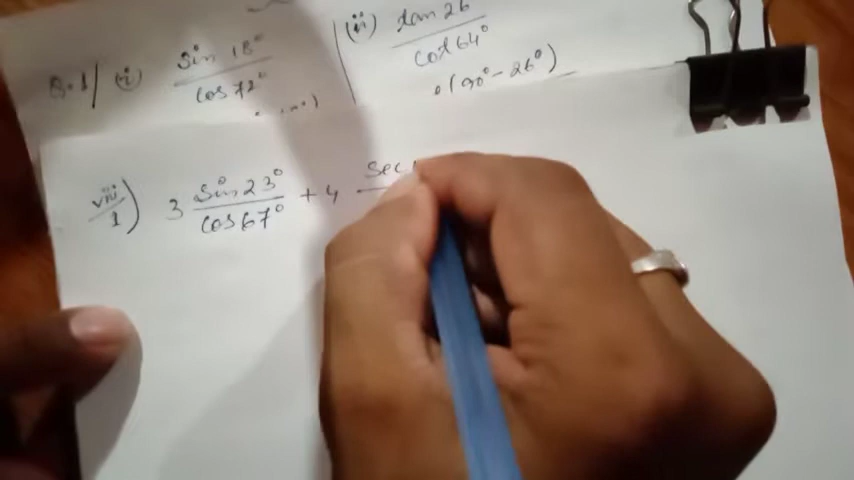 Q.1/ (i) sin 18° / cos 72° (ii) tan 26 / cot 64°
° (90° - 26°)
viii/1) 3 sin 23° / cos 67° + 4 sec